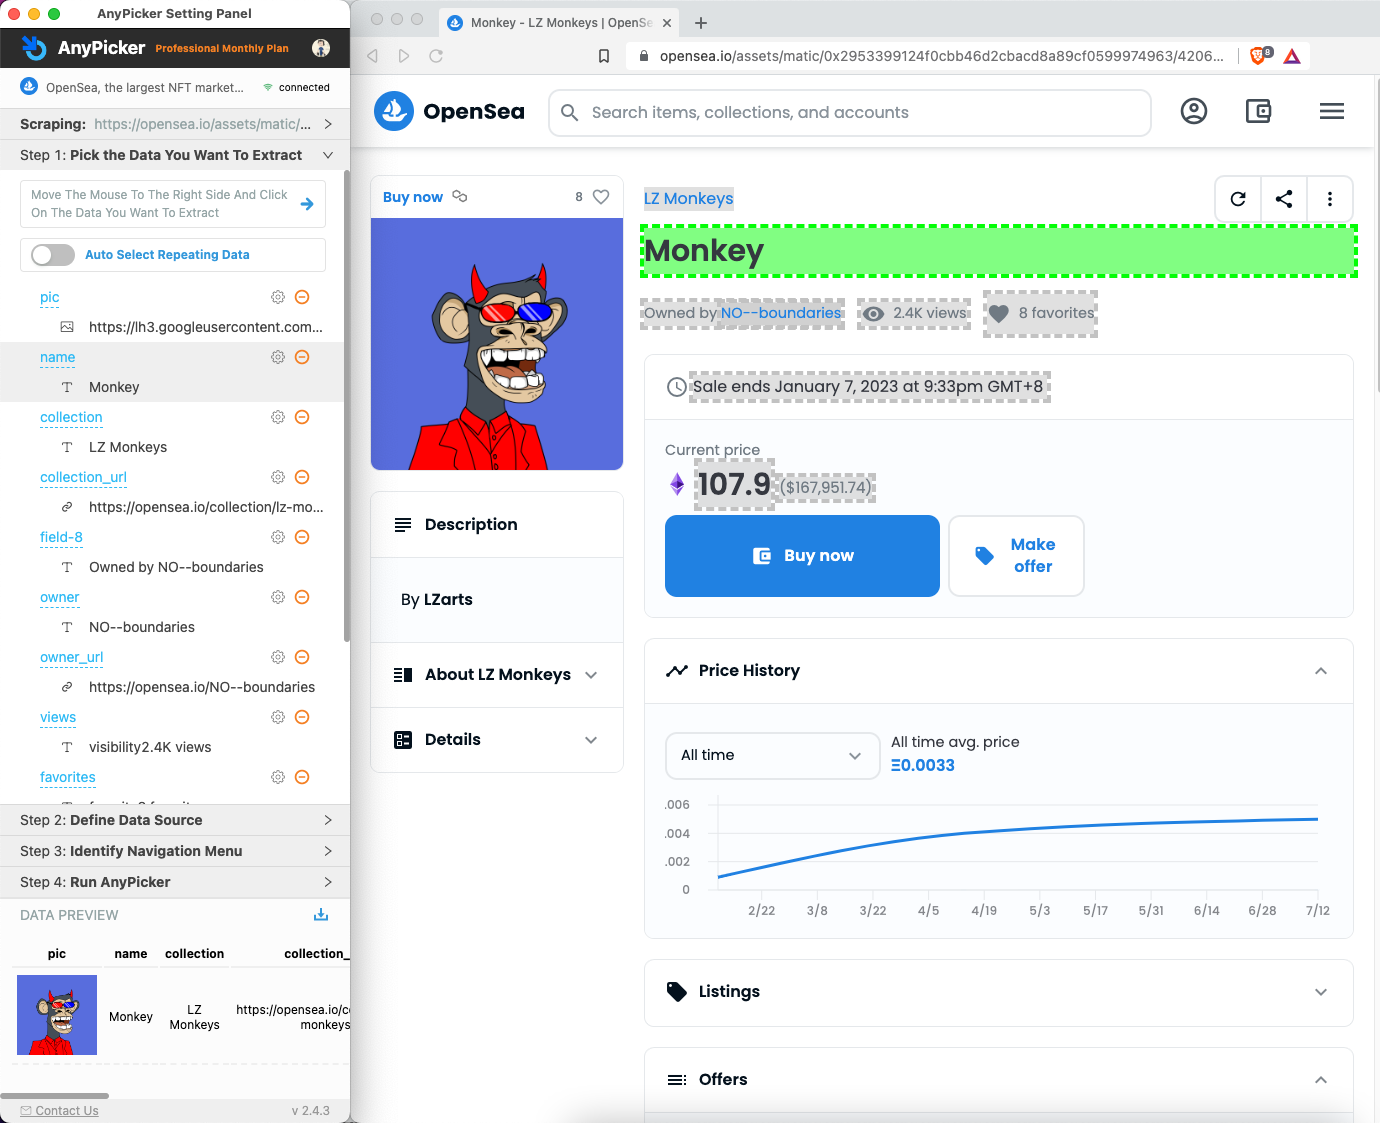 AnyPicker Setting Panel
AnyPicker Professional Monthly Plan
OpenSea, the largest NFT market... connected
Scraping: https://opensea.io/assets/matic/...
Step 1: Pick the Data You Want To Extract
Move The Mouse To The Right Side And Click
On The Data You Want To Extract
Auto Select Repeating Data
pic
https://lh3.googleusercontent.com...
name
Monkey
collection
LZ Monkeys
collection_url
https://opensea.io/collection/lz-mo...
field-8
Owned by NO--boundaries
owner
NO--boundaries
owner_url
https://opensea.io/NO--boundaries
views
visibility2.4K views
favorites
Step 2: Define Data Source
Step 3: Identify Navigation Menu
Step 4: Run AnyPicker
DATA PREVIEW
pic name collection collection_
Monkey
LZ
Monkeys
https://opensea.io/c
monkeys
Contact Us v 2.4.3
Monkey - LZ Monkeys | OpenSe
opensea.io/assets/matic/0x2953399124f0cbb46d2cbacd8a89cf0599974963/4206...
8
OpenSea
Search items, collections, and accounts
Buy now 8
Description
By LZarts
About LZ Monkeys
Details
LZ Monkeys
Monkey
Owned by NO--boundaries 2.4K views 8 favorites
Sale ends January 7, 2023 at 9:33pm GMT+8
Current price
107.9 ($167,951.74)
Buy now
Make
offer
Price History
All time
All time avg. price
Ξ0.0033
.006
.004
.002
0
2/22 3/8 3/22 4/5 4/19 5/3 5/17 5/31 6/14 6/28 7/12
Listings
Offers